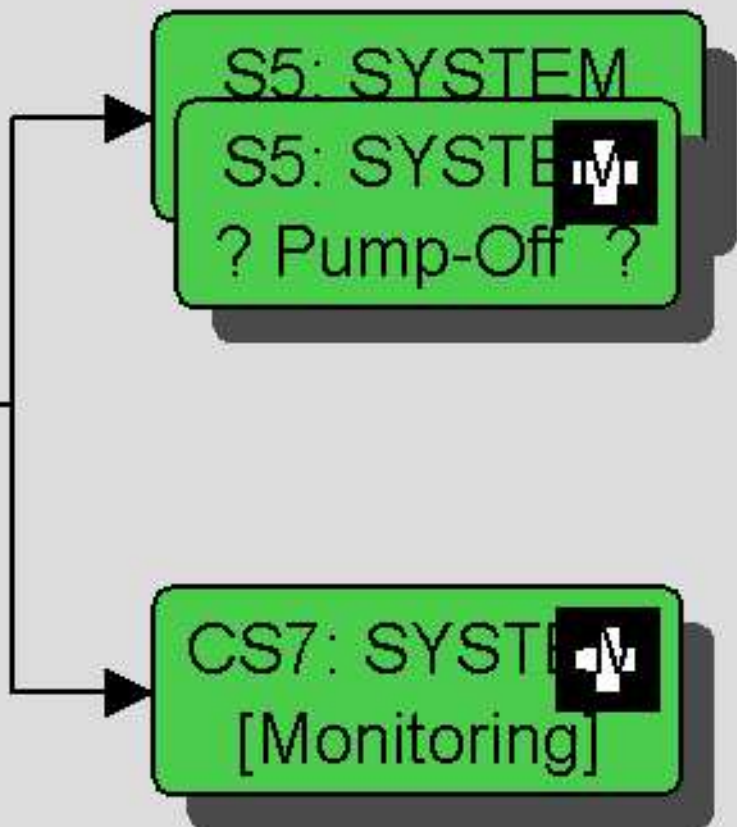 S5: SYSTEM
S5: SYSTE
? Pump-Off ?
CS7: SYSTE
[Monitoring]